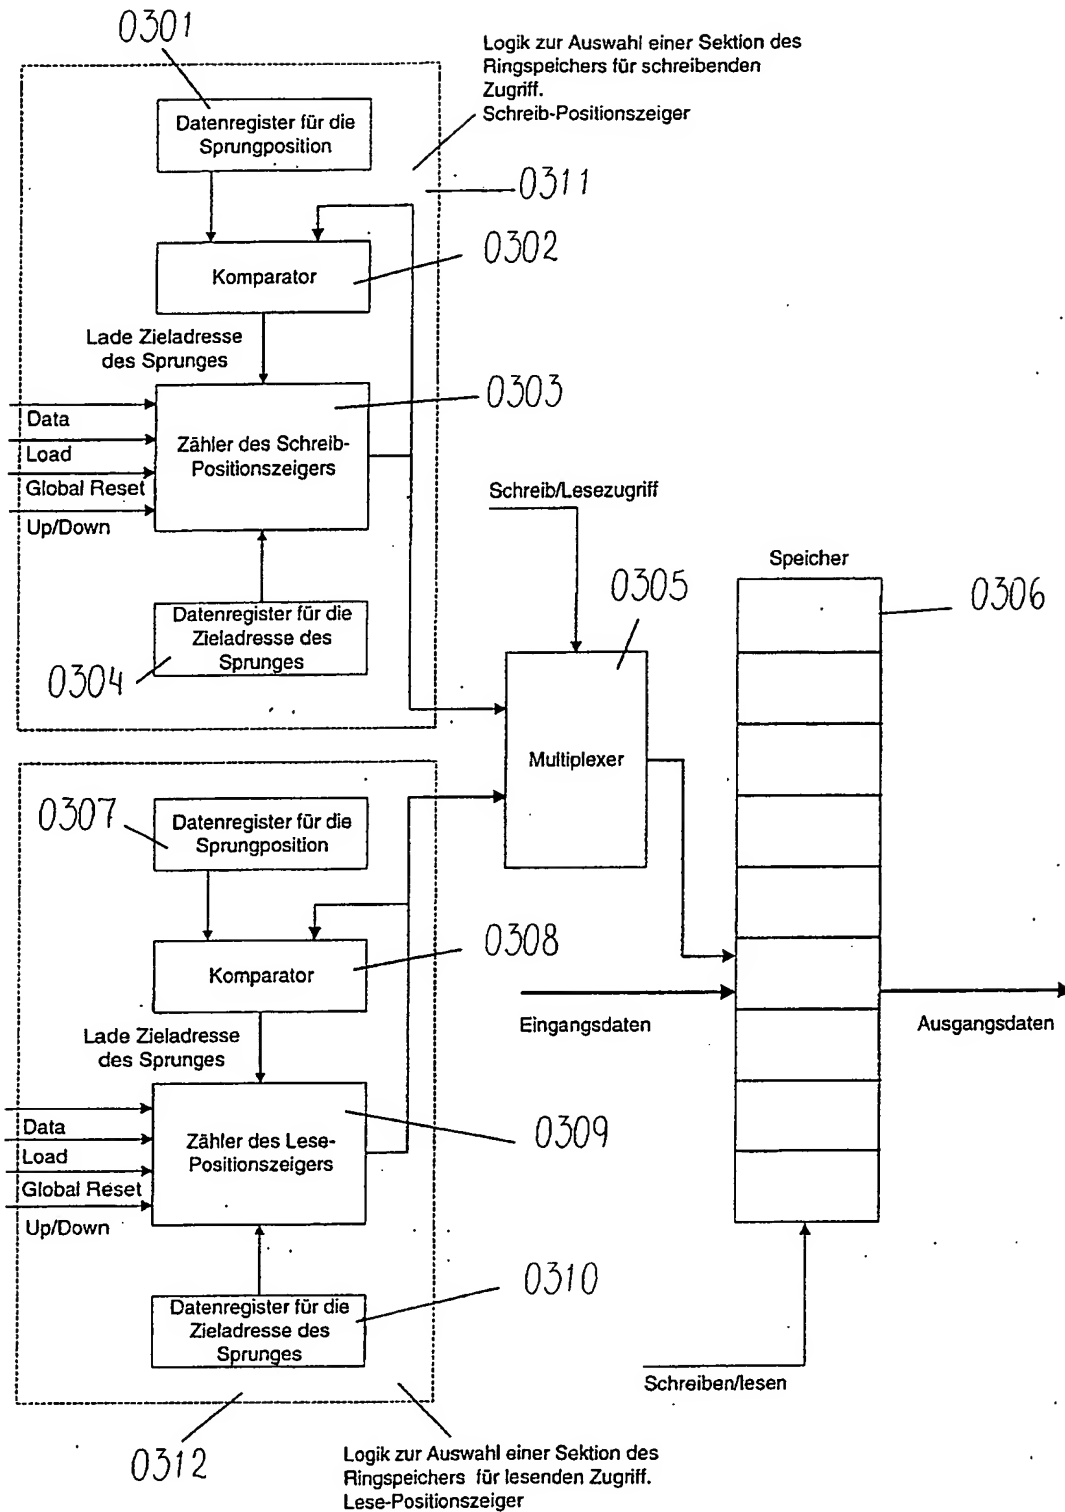 0301
Logik zur Auswahl einer Sektion des
Ringspeichers für schreibenden
Zugriff.
Schreib-Positionszeiger
Datenregister für die
Sprungposition
0311
0302
Komparator
Lade Zieladresse
des Sprunges
0303
Data
Load
Global Reset
Up/Down
Zähler des Schreib-
Positionszeigers
Schreib/Lesezugriff
Speicher
0305
0306
Datenregister für die
Zieladresse des
Sprunges
0304
Multiplexer
0307
Datenregister für die
Sprungposition
0308
Komparator
Eingangsdaten
Ausgangsdaten
Lade Zieladresse
des Sprunges
0309
Data
Load
Global Reset
Up/Down
Zähler des Lese-
Positionszeigers
0310
Datenregister für die
Zieladresse des
Sprunges
Schreiben/lesen
0312
Logik zur Auswahl einer Sektion des
Ringspeichers für lesenden Zugriff.
Lese-Positionszeiger